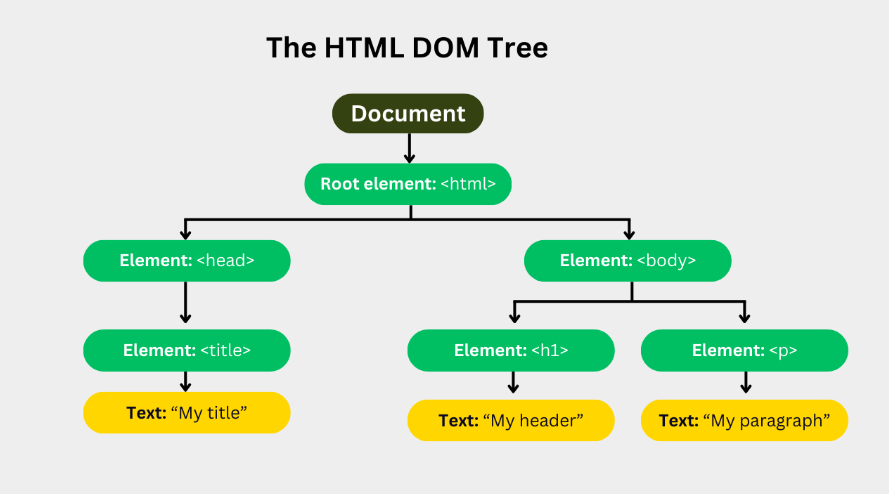 The HTML DOM Tree
Document
Root element: <html>
Element: <head>
Element: <body>
Element: <title>
Element: <h1>
Element: <p>
Text: “My title”
Text: “My header”
Text: “My paragraph”